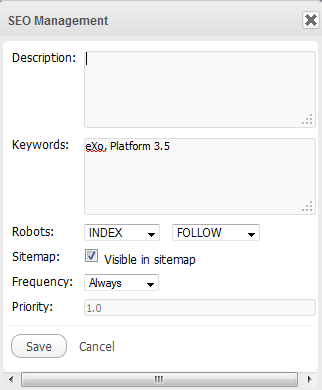 SEO Management
Description:
Keywords: eXo, Platform 3.5
Robots: INDEX FOLLOW
Sitemap: Visible in sitemap
Frequency: Always
Priority: 1.0
Save Cancel